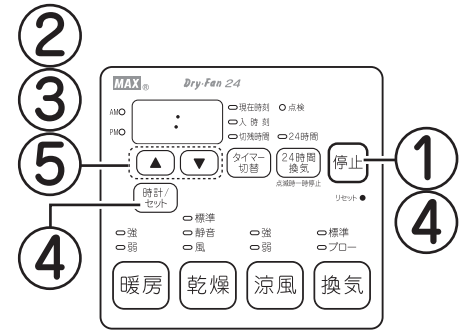 ②
③
⑤
④
①
④
MAX® Dry-Fan 24
AM
PM
:
現在時刻 点検
入時刻
切残時間 24時間
▲ ▼ タイマー切替 24時間換気 停止
点滅時一時停止
時計/セット
リセット
標準
強 静音 強 標準
弱 風 弱 ブロー
暖房 乾燥 涼風 換気